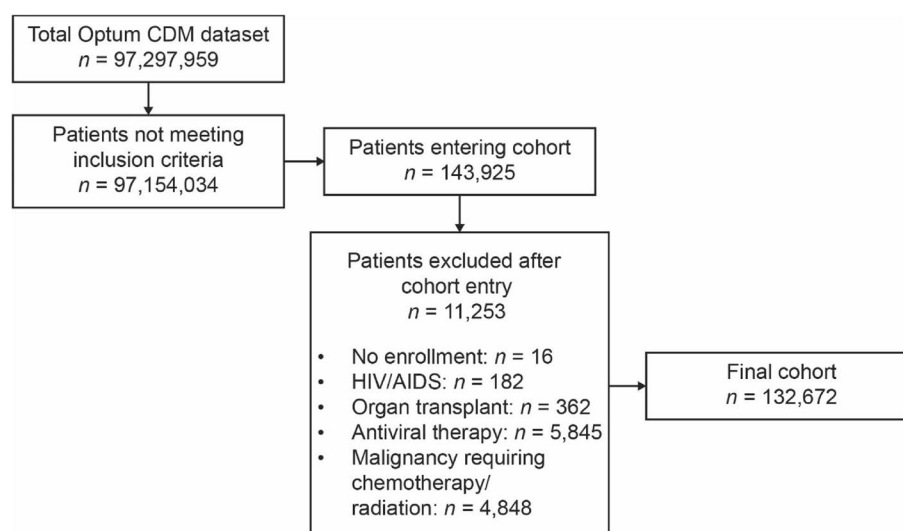 Total Optum CDM dataset
n = 97,297,959
Patients not meeting
inclusion criteria
n = 97,154,034
Patients entering cohort
n = 143,925
Patients excluded after
cohort entry
n = 11,253
• No enrollment: n = 16
• HIV/AIDS: n = 182
• Organ transplant: n = 362
• Antiviral therapy: n = 5,845
• Malignancy requiring
chemotherapy/
radiation: n = 4,848
Final cohort
n = 132,672